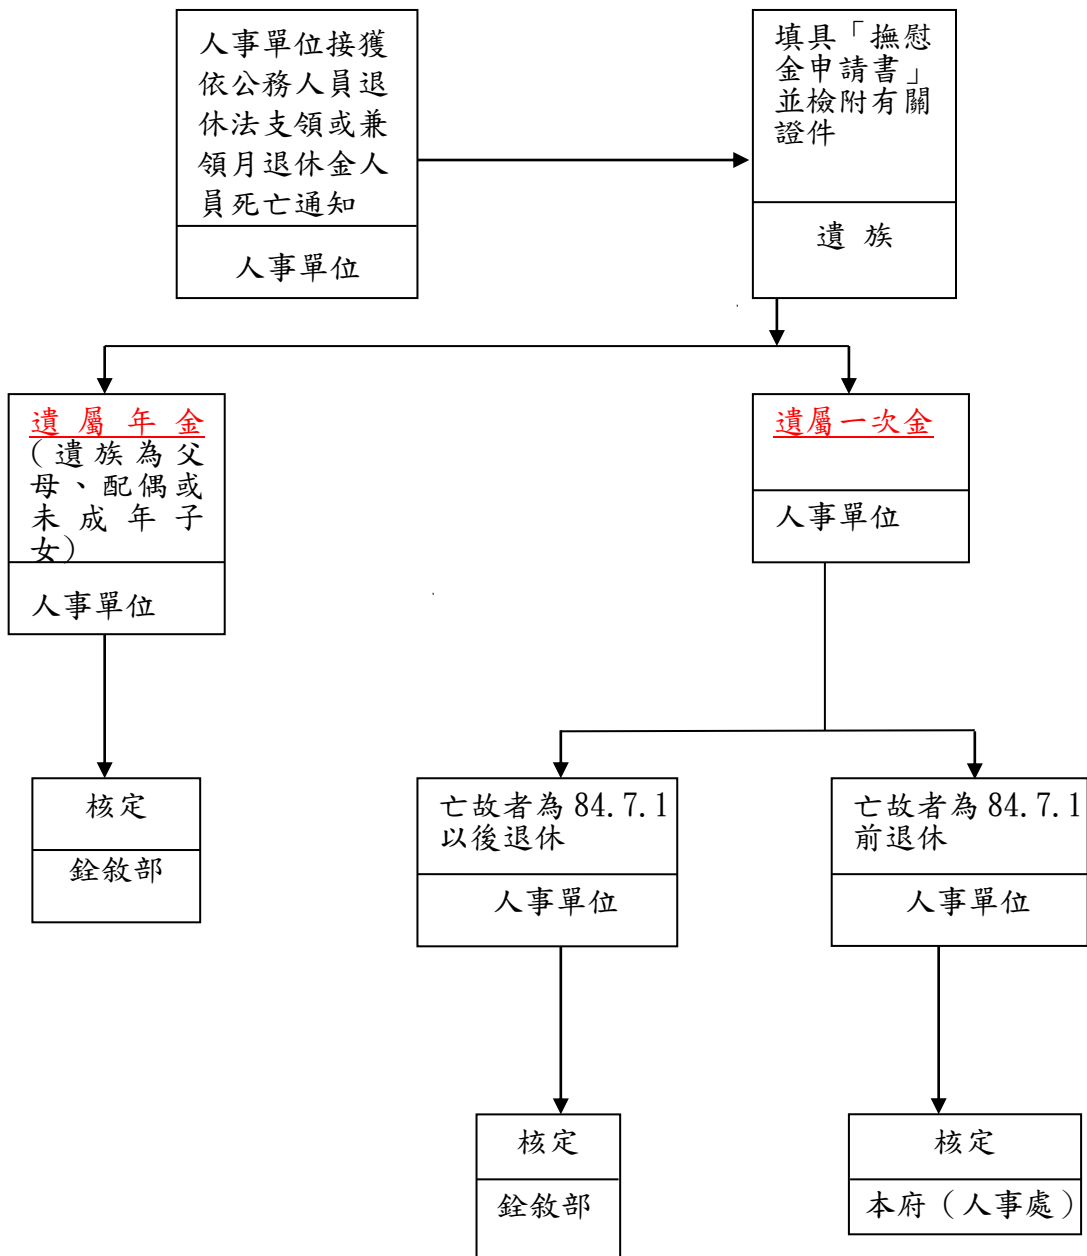 人事單位接獲
依公務人員退
休法支領或兼
領月退休金人
員死亡通知
人事單位
填具「撫慰
金申請書」
並檢附有關
證件
遺 族
遺屬年金
(遺族為父
母、配偶或
未成年子
女)
人事單位
遺屬一次金
人事單位
核定
銓敘部
亡故者為 84.7.1
以後退休
人事單位
亡故者為 84.7.1
前退休
人事單位
核定
銓敘部
核定
本府(人事處)